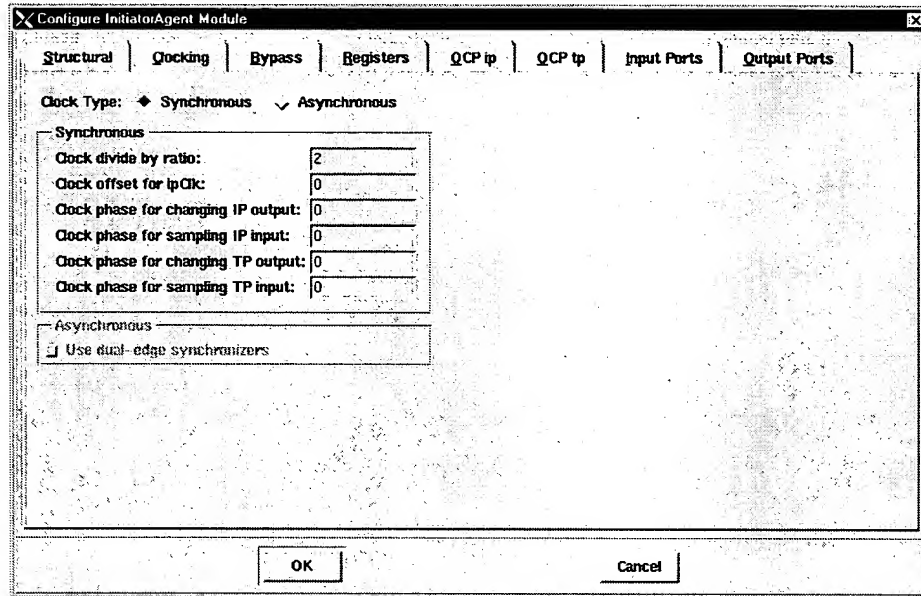 Configure InitiatorAgent Module
Structural Clocking Bypass Registers OCP ip OCP tp Input Ports Output Ports
Clock Type: Synchronous Asynchronous
Synchronous
Clock divide by ratio: 2
Clock offset for ipClk: 0
Clock phase for changing IP output: 0
Clock phase for sampling IP input: 0
Clock phase for changing TP output: 0
Clock phase for sampling TP input: 0
Asynchronous
Use dual-edge synchronizers
OK Cancel